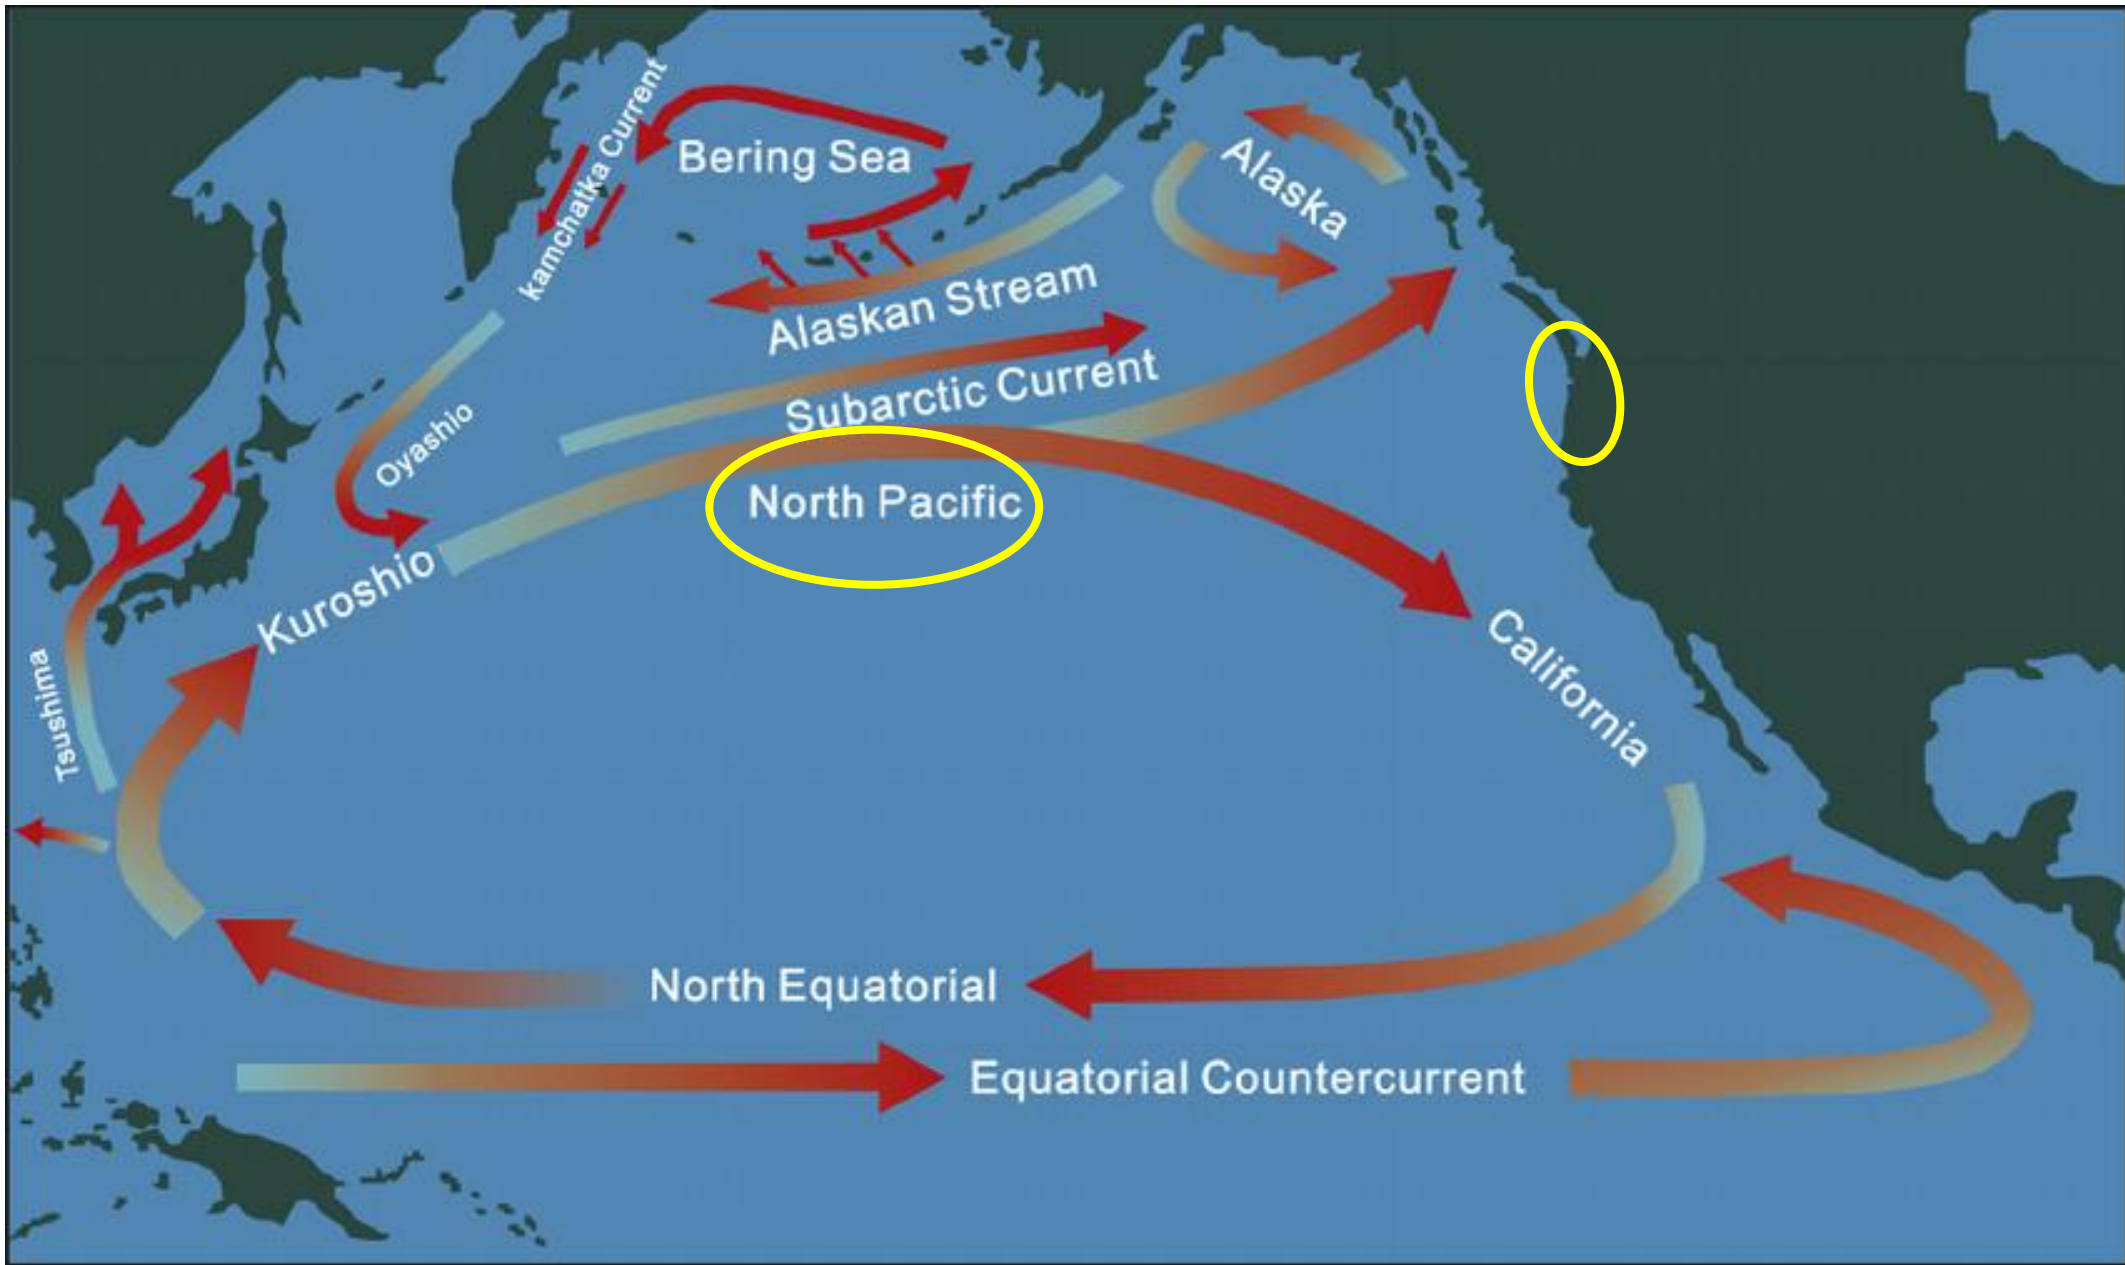 kamchatka Current
Bering Sea
Alaska
Alaskan Stream
Subarctic Current
Oyashio
North Pacific
Kuroshio
Tsushima
California
North Equatorial
Equatorial Countercurrent